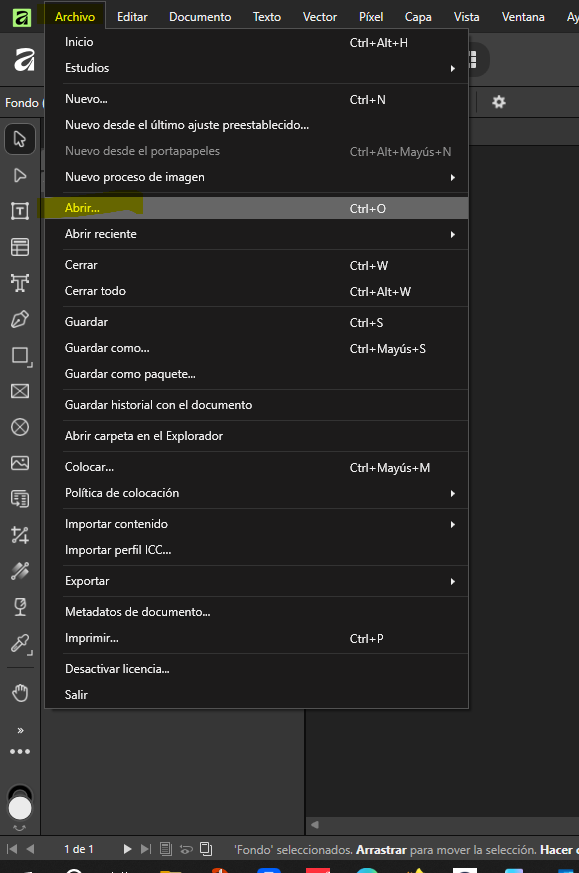 Archivo Editar Documento Texto Vector Píxel Capa Vista Ventana
Inicio Ctrl+Alt+H
Estudios
Fondo (
Nuevo... Ctrl+N
Nuevo desde el último ajuste preestablecido...
Nuevo desde el portapapeles Ctrl+Alt+Mayús+N
Nuevo proceso de imagen
Abrir... Ctrl+O
Abrir reciente
Cerrar Ctrl+W
Cerrar todo Ctrl+Alt+W
Guardar Ctrl+S
Guardar como... Ctrl+Mayús+S
Guardar como paquete...
Guardar historial con el documento
Abrir carpeta en el Explorador
Colocar... Ctrl+Mayús+M
Política de colocación
Importar contenido
Importar perfil ICC...
Exportar
Metadatos de documento...
Imprimir... Ctrl+P
Desactivar licencia...
Salir
1 de 1 'Fondo' seleccionados. Arrastrar para mover la selección. Hacer